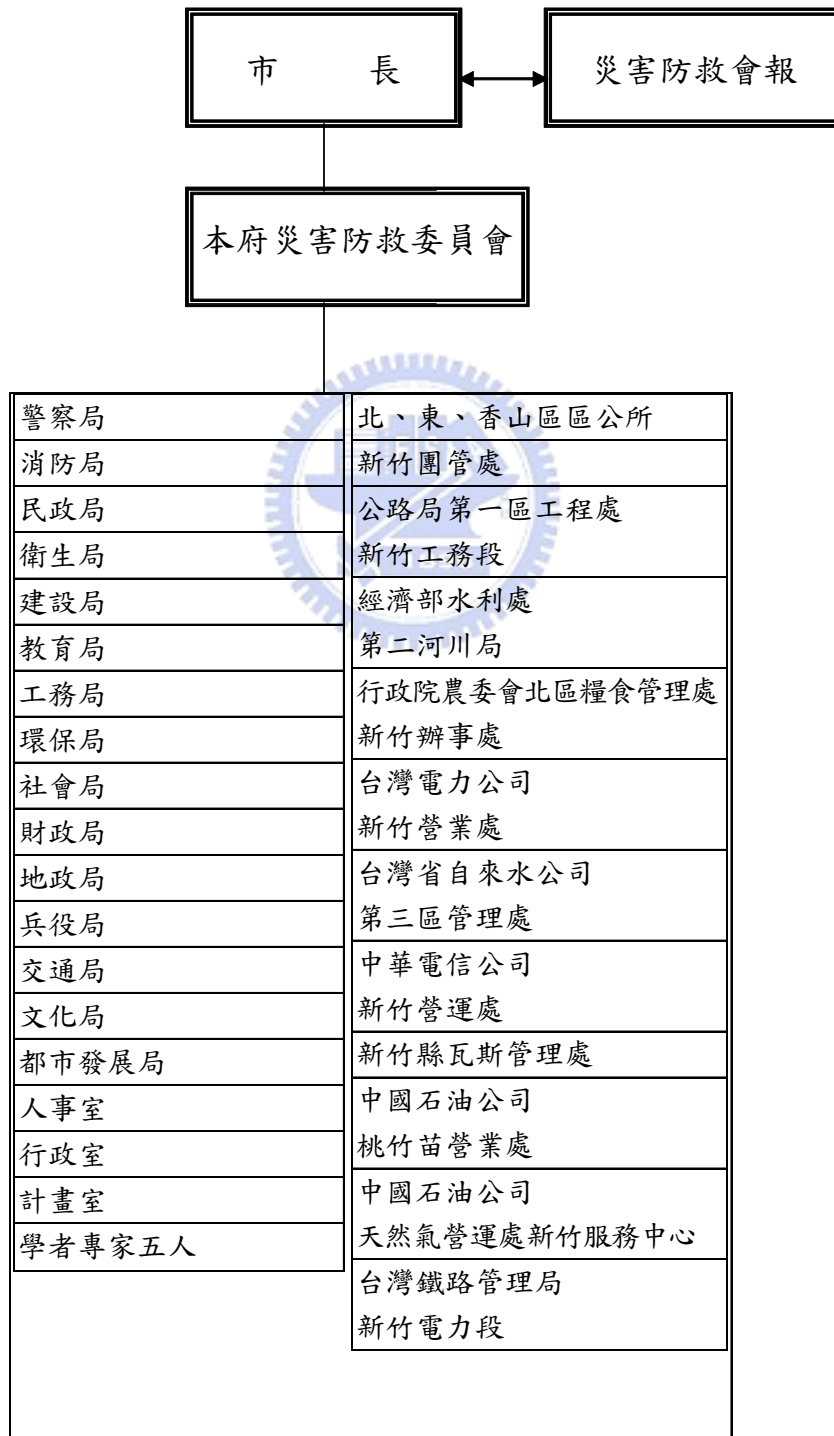 市 長
災害防救會報
本府災害防救委員會
警察局
消防局
民政局
衛生局
建設局
教育局
工務局
環保局
社會局
財政局
地政局
兵役局
交通局
文化局
都市發展局
人事室
行政室
計畫室
學者專家五人
北、東、香山區區公所
新竹團管處
公路局第一區工程處
新竹工務段
經濟部水利處
第二河川局
行政院農委會北區糧食管理處
新竹辦事處
台灣電力公司
新竹營業處
台灣省自來水公司
第三區管理處
中華電信公司
新竹營運處
新竹縣瓦斯管理處
中國石油公司
桃竹苗營業處
中國石油公司
天然氣營運處新竹服務中心
台灣鐵路管理局
新竹電力段